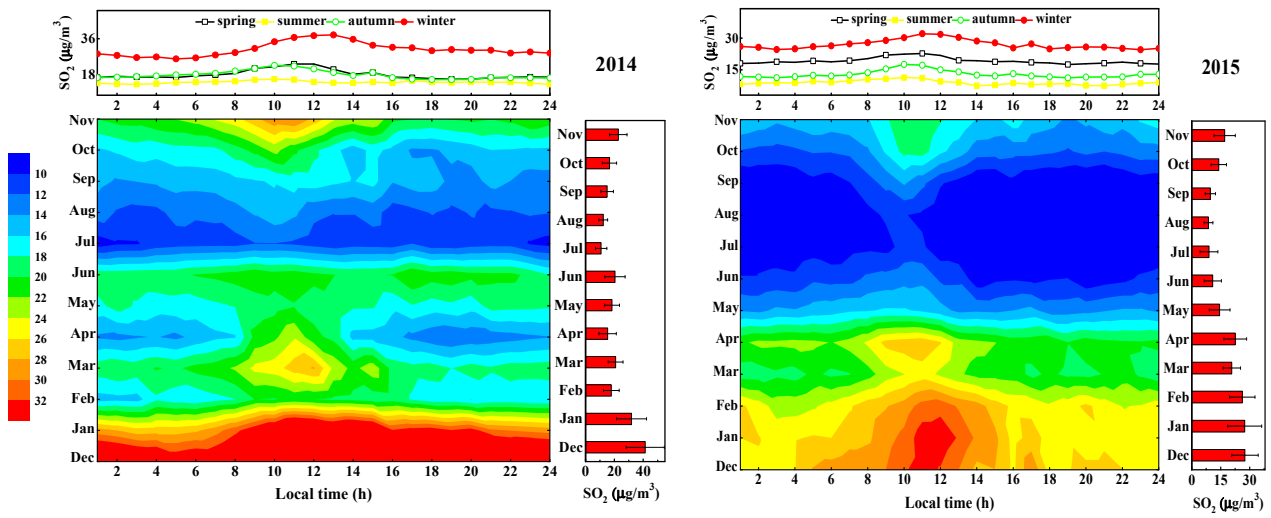 spring summer autumn winter
SO2 (μg/m3)
36
18
2 4 6 8 10 12 14 16 18 20 22 24
2014
10
12
14
16
18
20
22
24
26
28
30
32
Nov
Oct
Sep
Aug
Jul
Jun
May
Apr
Mar
Feb
Jan
Dec
2 4 6 8 10 12 14 16 18 20 22 24
Local time (h)
Nov
Oct
Sep
Aug
Jul
Jun
May
Apr
Mar
Feb
Jan
Dec
0 20 40
SO2 (μg/m3)
spring summer autumn winter
SO2 (μg/m3)
30
15
2 4 6 8 10 12 14 16 18 20 22 24
2015
Nov
Oct
Sep
Aug
Jul
Jun
May
Apr
Mar
Feb
Jan
Dec
2 4 6 8 10 12 14 16 18 20 22 24
Local time (h)
Nov
Oct
Sep
Aug
Jul
Jun
May
Apr
Mar
Feb
Jan
Dec
0 15 30
SO2 (μg/m3)